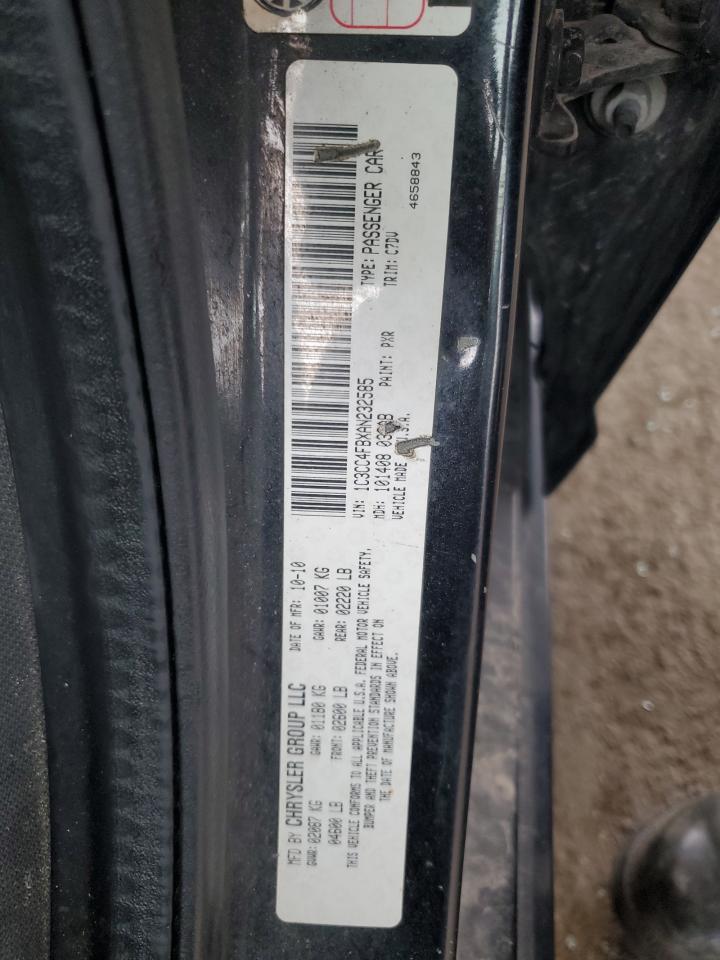 MFD BY CHRYSLER GROUP LLC DATE OF MFR: 10-10
GVWR: 02087 KG GAWR: 01180 KG GAWR: 01007 KG
04600 LB FRONT: 02600 LB REAR: 02220 LB
THIS VEHICLE CONFORMS TO ALL APPLICABLE U.S.A. FEDERAL MOTOR VEHICLE SAFETY,
BUMPER AND THEFT PREVENTION STANDARDS IN EFFECT ON
THE DATE OF MANUFACTURE SHOWN ABOVE.
VIN: 1C3CC4FBXAN232585 TYPE: PASSENGER CAR
MDH: 101408 PAINT: PXR TRIM: C7DV
VEHICLE MADE U.S.A.
4658843